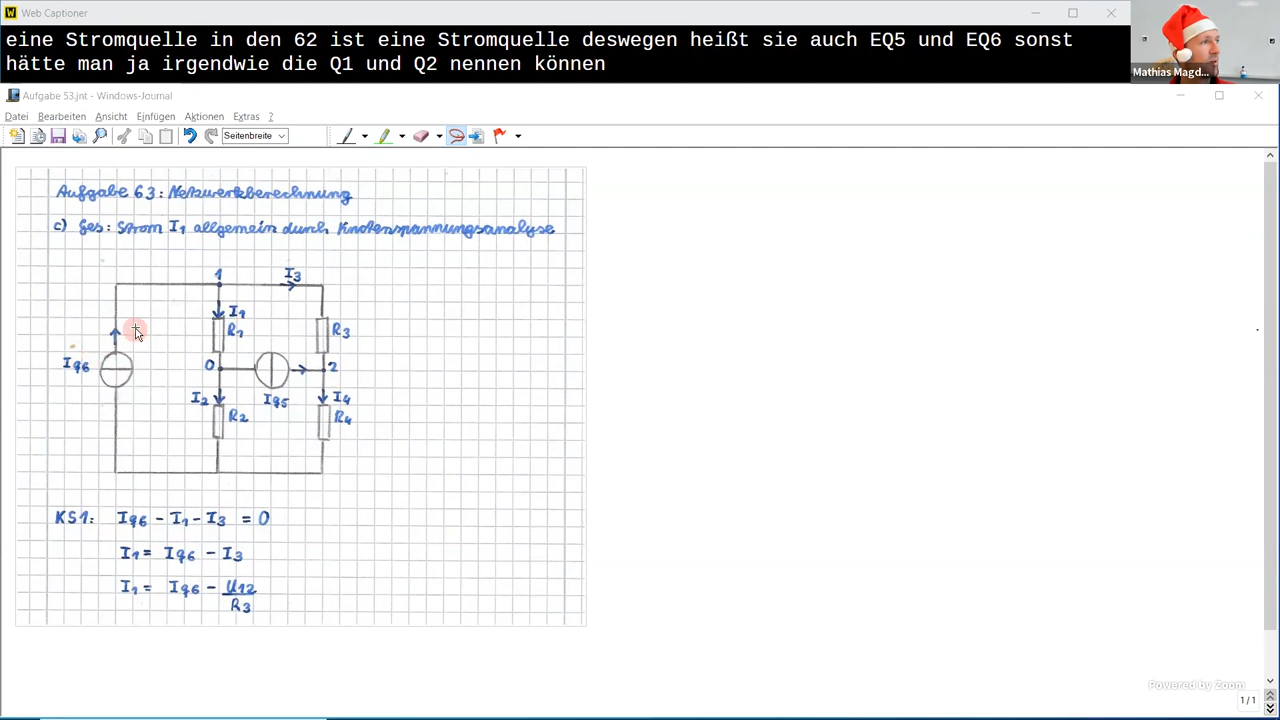 Web Captioner
eine Stromquelle in den 62 ist eine Stromquelle deswegen heißt sie auch EQ5 und EQ6 sonst
hätte man ja irgendwie die Q1 und Q2 nennen können
Mathias Magd...
Aufgabe 53.jnt - Windows-Journal
Datei Bearbeiten Ansicht Einfügen Aktionen Extras ?
Seitenbreite
Aufgabe 63: Netzwerkberechnung
c) Ges: Strom I1 allgemein durch Knotenspannungsanalyse
1 I3
I1
R1 R3
Iq6 0 2
I2 Iq5 I4
R2 R4
KS1: Iq6 - I1 - I3 = 0
I1 = Iq6 - I3
I1 = Iq6 - U12
R3
Powered by Zoom
1/1